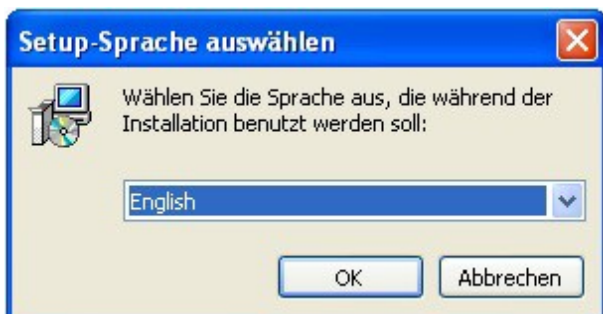 Setup-Sprache auswählen
Wählen Sie die Sprache aus, die während der
Installation benutzt werden soll:
English
OK
Abbrechen